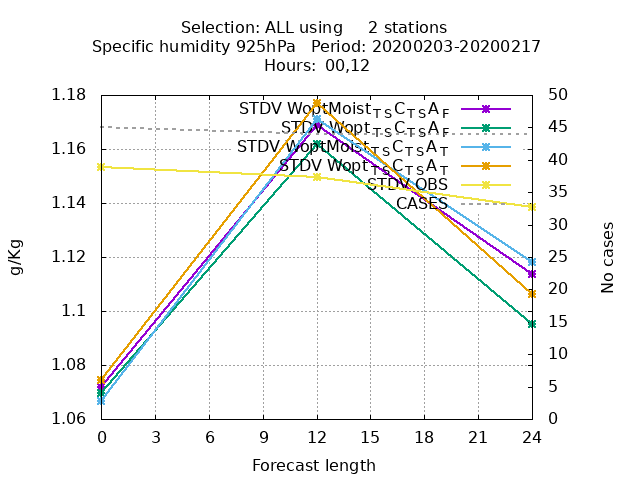 Selection: ALL using 2 stations
Specific humidity 925hPa Period: 20200203-20200217
Hours: 00,12
STDV WoptMoist_TS C_TS A_F
STDV Wopt_TS C_TS A_F
STDV WoptMoist_TS C_TS A_T
STDV Wopt_TS C_TS A_T
STDV OBS
CASES
1.18
1.16
1.14
1.12
1.1
1.08
1.06
g/Kg
50
45
40
35
30
25
20
15
10
5
0
No cases
0 3 6 9 12 15 18 21 24
Forecast length